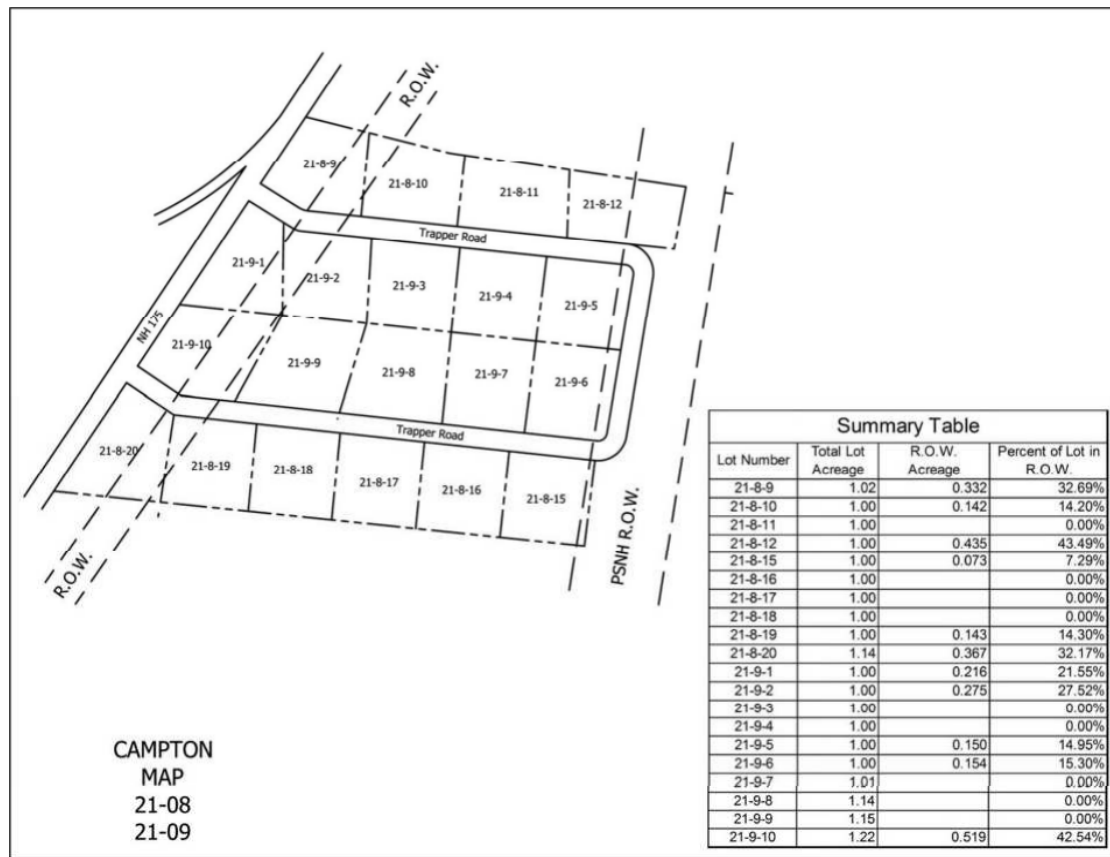 R.O.W.
21-8-9
21-8-10
21-8-11
21-8-12
Trapper Road
21-9-1
21-9-2
21-9-3
21-9-4
21-9-5
NH 175
21-9-10
21-9-9
21-9-8
21-9-7
21-9-6
Trapper Road
21-8-20
21-8-19
21-8-18
21-8-17
21-8-16
21-8-15
R.O.W.
PSNH R.O.W.
CAMPTON
MAP
21-08
21-09
Summary Table
Lot Number Total Lot Acreage R.O.W. Acreage Percent of Lot in R.O.W.
21-8-9 1.02 0.332 32.69%
21-8-10 1.00 0.142 14.20%
21-8-11 1.00 0.00%
21-8-12 1.00 0.435 43.49%
21-8-15 1.00 0.073 7.29%
21-8-16 1.00 0.00%
21-8-17 1.00 0.00%
21-8-18 1.00 0.00%
21-8-19 1.00 0.143 14.30%
21-8-20 1.14 0.367 32.17%
21-9-1 1.00 0.216 21.55%
21-9-2 1.00 0.275 27.52%
21-9-3 1.00 0.00%
21-9-4 1.00 0.00%
21-9-5 1.00 0.150 14.95%
21-9-6 1.00 0.154 15.30%
21-9-7 1.01 0.00%
21-9-8 1.14 0.00%
21-9-9 1.15 0.00%
21-9-10 1.22 0.519 42.54%